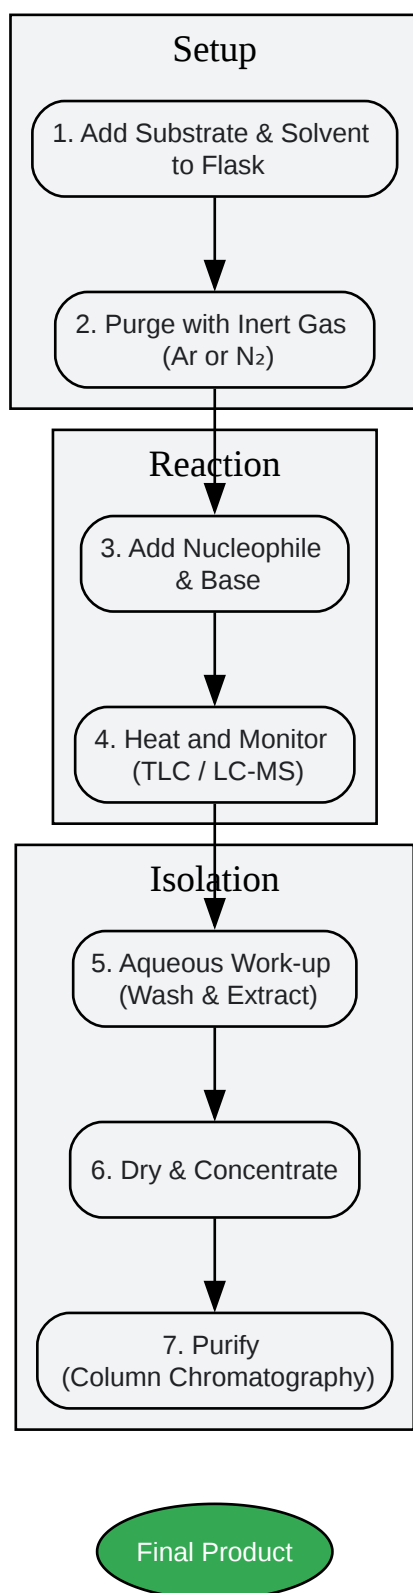 Setup
1. Add Substrate & Solvent
to Flask
2. Purge with Inert Gas
(Ar or N₂)
Reaction
3. Add Nucleophile
& Base
4. Heat and Monitor
(TLC / LC-MS)
Isolation
5. Aqueous Work-up
(Wash & Extract)
6. Dry & Concentrate
7. Purify
(Column Chromatography)
Final Product